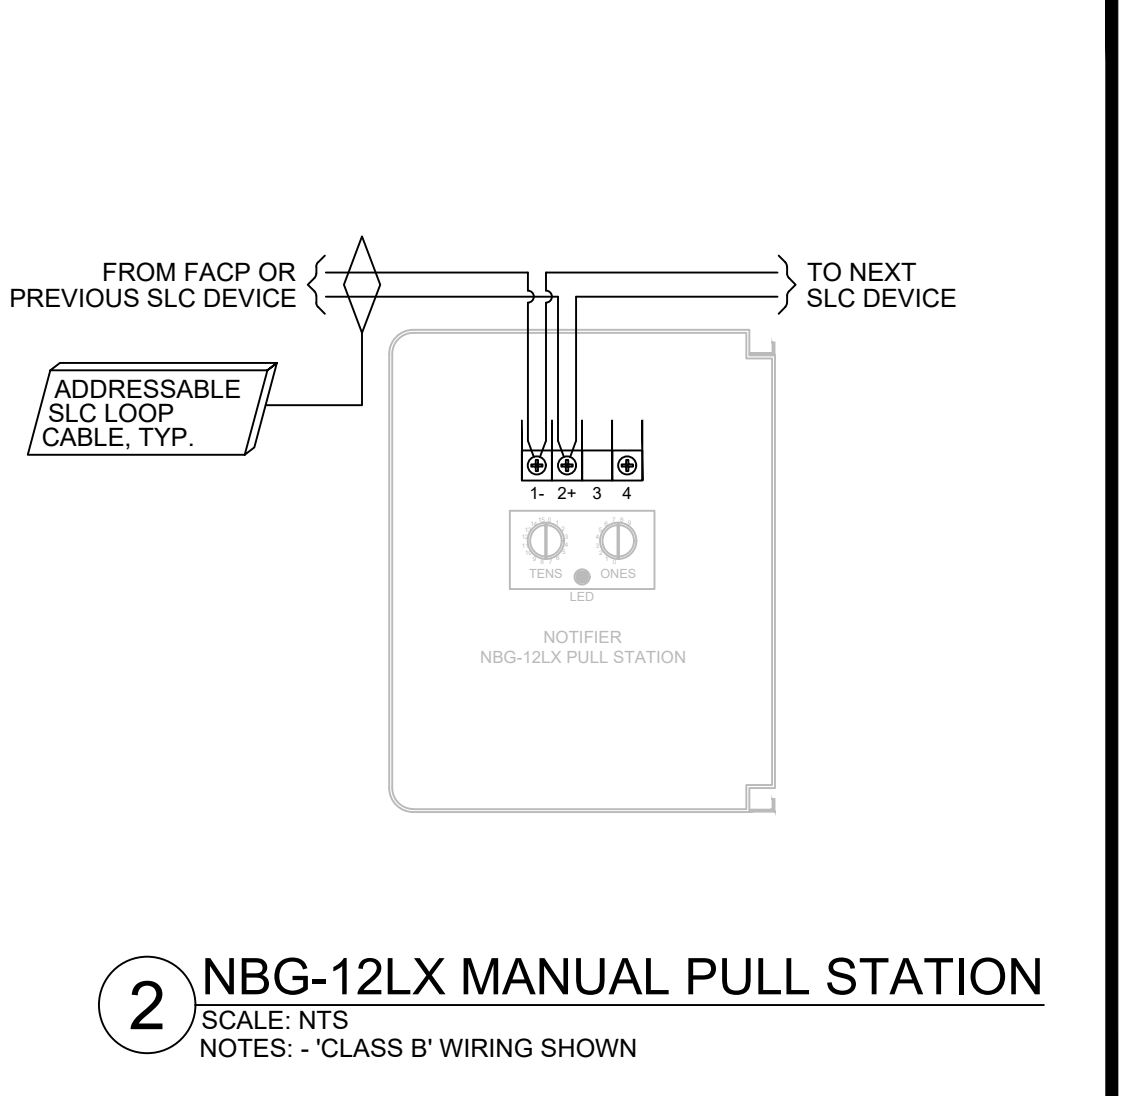 FROM FACP OR
PREVIOUS SLC DEVICE
TO NEXT
SLC DEVICE
ADDRESSABLE
SLC LOOP
CABLE, TYP.
1- 2+ 3 4
TENS ONES
LED
NOTIFIER
NBG-12LX PULL STATION
2
NBG-12LX MANUAL PULL STATION
SCALE: NTS
NOTES: - 'CLASS B' WIRING SHOWN